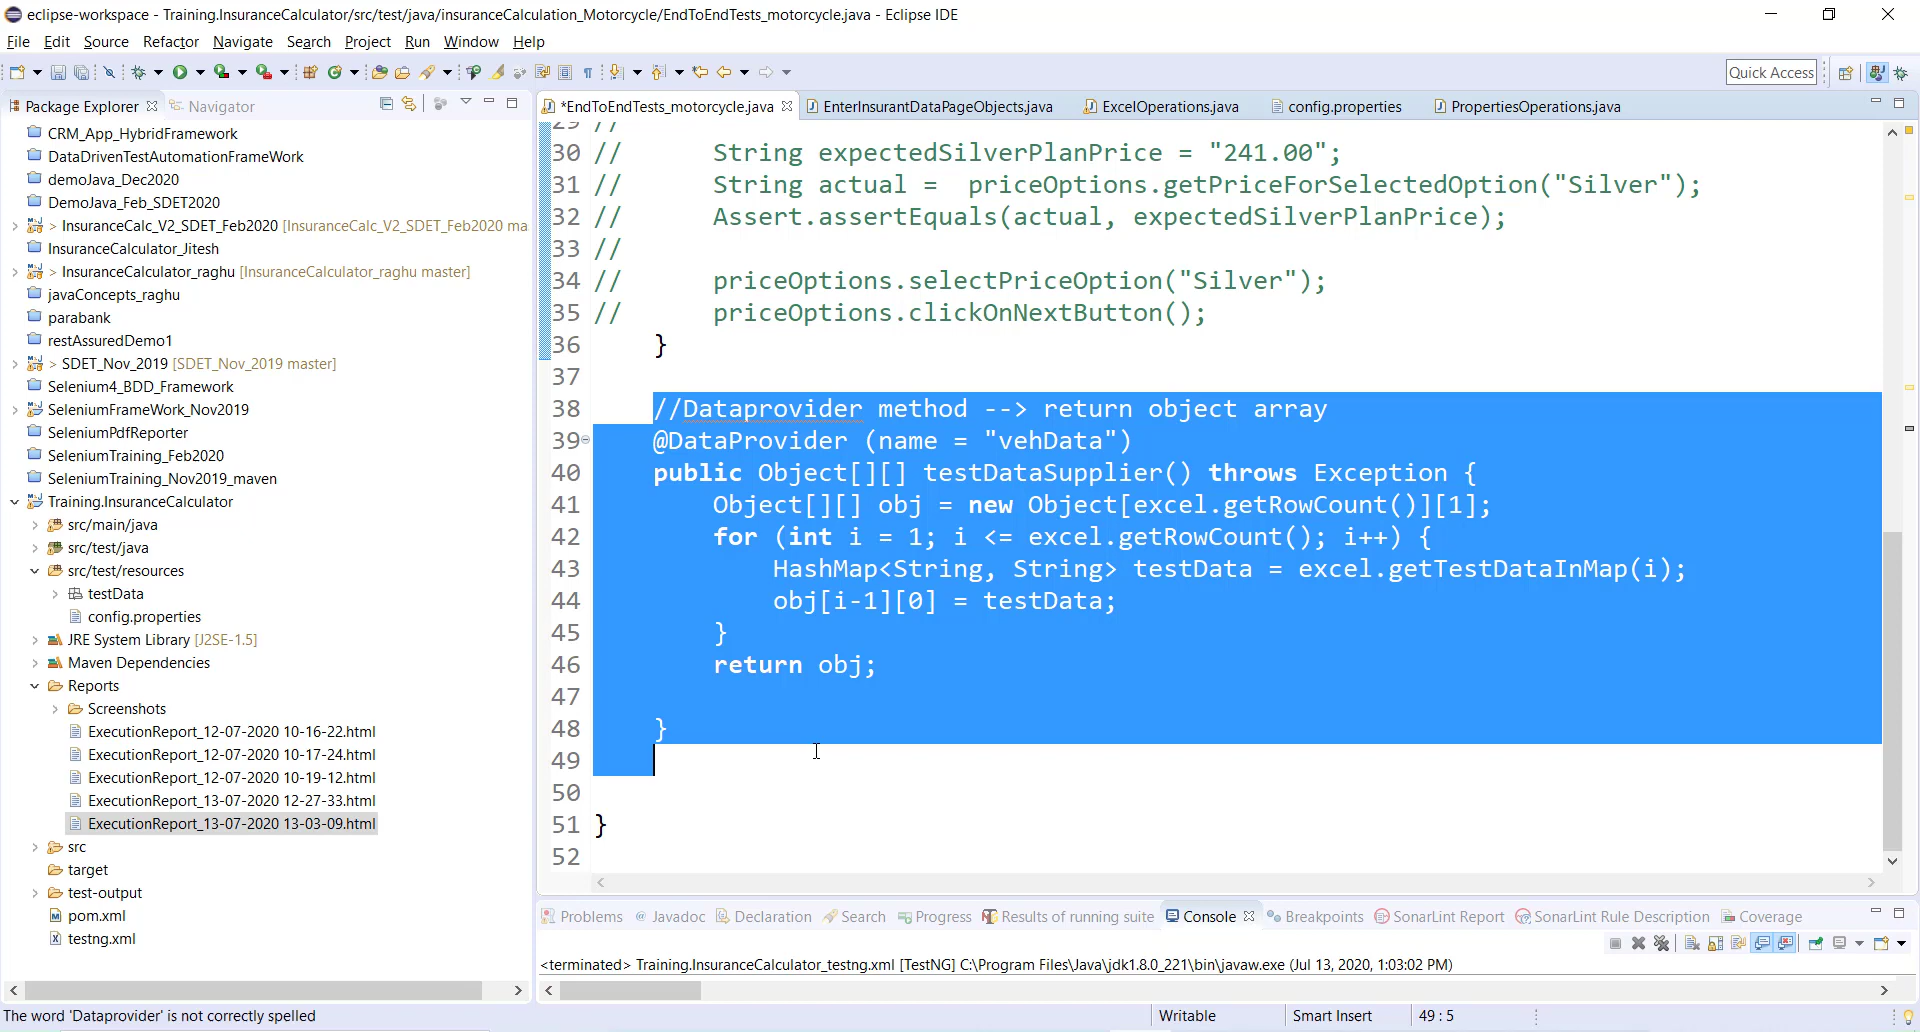 eclipse-workspace - Training.InsuranceCalculator/src/test/java/insuranceCalculation_Motorcycle/EndToEndTests_motorcycle.java - Eclipse IDE
File Edit Source Refactor Navigate Search Project Run Window Help
Quick Access
Package Explorer Navigator
CRM_App_HybridFramework
DataDrivenTestAutomationFrameWork
demoJava_Dec2020
DemoJava_Feb_SDET2020
> InsuranceCalc_V2_SDET_Feb2020 [InsuranceCalc_V2_SDET_Feb2020 ma
InsuranceCalculator_Jitesh
> InsuranceCalculator_raghu [InsuranceCalculator_raghu master]
javaConcepts_raghu
parabank
restAssuredDemo1
> SDET_Nov_2019 [SDET_Nov_2019 master]
Selenium4_BDD_Framework
SeleniumFrameWork_Nov2019
SeleniumPdfReporter
SeleniumTraining_Feb2020
SeleniumTraining_Nov2019_maven
Training.InsuranceCalculator
src/main/java
src/test/java
src/test/resources
testData
config.properties
JRE System Library [J2SE-1.5]
Maven Dependencies
Reports
Screenshots
ExecutionReport_12-07-2020 10-16-22.html
ExecutionReport_12-07-2020 10-17-24.html
ExecutionReport_12-07-2020 10-19-12.html
ExecutionReport_13-07-2020 12-27-33.html
ExecutionReport_13-07-2020 13-03-09.html
src
target
test-output
pom.xml
testng.xml
*EndToEndTests_motorcycle.java EnterInsurantDataPageObjects.java ExcelOperations.java config.properties PropertiesOperations.java
29 //
30 // String expectedSilverPlanPrice = "241.00";
31 // String actual = priceOptions.getPriceForSelectedOption("Silver");
32 // Assert.assertEquals(actual, expectedSilverPlanPrice);
33 //
34 // priceOptions.selectPriceOption("Silver");
35 // priceOptions.clickOnNextButton();
36 }
37
38 //Dataprovider method --> return object array
39 @DataProvider (name = "vehData")
40 public Object[][] testDataSupplier() throws Exception {
41 Object[][] obj = new Object[excel.getRowCount()][1];
42 for (int i = 1; i <= excel.getRowCount(); i++) {
43 HashMap<String, String> testData = excel.getTestDataInMap(i);
44 obj[i-1][0] = testData;
45 }
46 return obj;
47
48 }
49
50
51 }
52
Problems Javadoc Declaration Search Progress Results of running suite Console Breakpoints SonarLint Report SonarLint Rule Description Coverage
<terminated> Training.InsuranceCalculator_testng.xml [TestNG] C:\Program Files\Java\jdk1.8.0_221\bin\javaw.exe (Jul 13, 2020, 1:03:02 PM)
The word 'Dataprovider' is not correctly spelled Writable Smart Insert 49 : 5